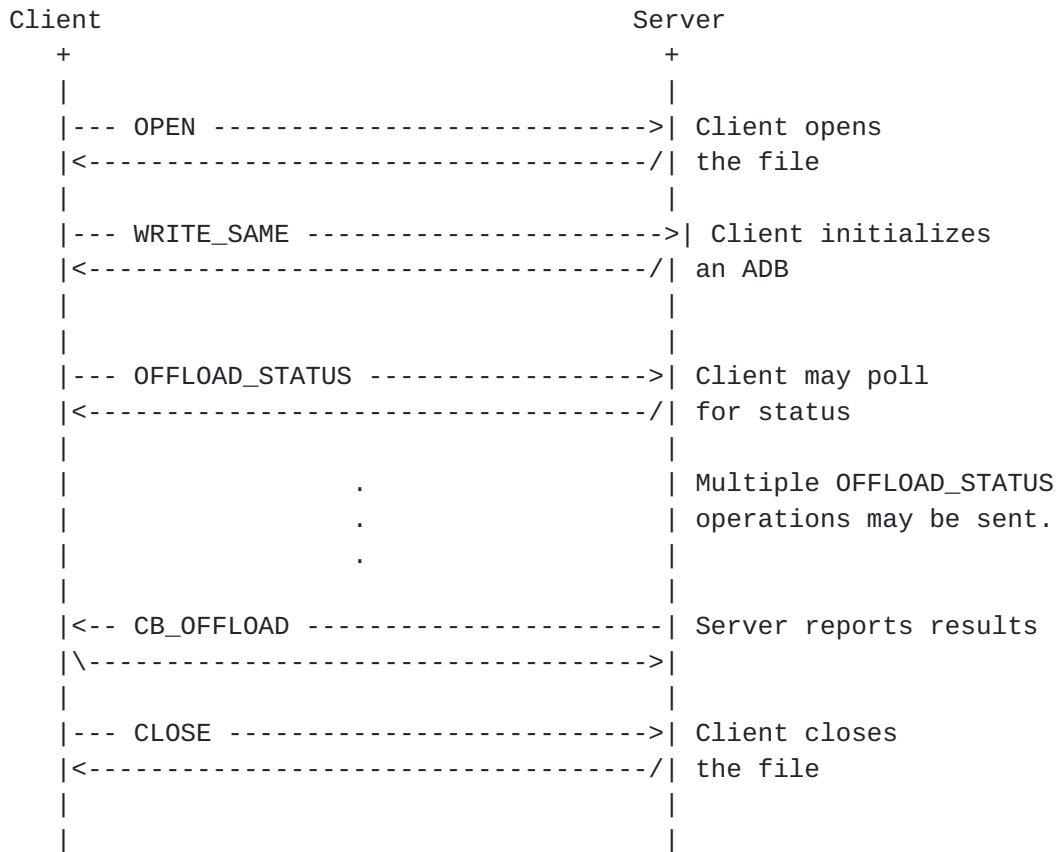 Client                                  Server
   +                                      +
   |                                      |
   |--- OPEN ---------------------------->| Client opens
   |<------------------------------------/| the file
   |                                      |
   |--- WRITE_SAME ----------------------->| Client initializes
   |<------------------------------------/| an ADB
   |                                      |
   |                                      |
   |--- OFFLOAD_STATUS ------------------>| Client may poll
   |<------------------------------------/| for status
   |                                      |
   |                  .                   | Multiple OFFLOAD_STATUS
   |                  .                   | operations may be sent.
   |                  .                   |
   |                                      |
   |<-- CB_OFFLOAD -----------------------| Server reports results
   |\------------------------------------>|
   |                                      |
   |--- CLOSE --------------------------->| Client closes
   |<------------------------------------/| the file
   |                                      |
   |                                      |